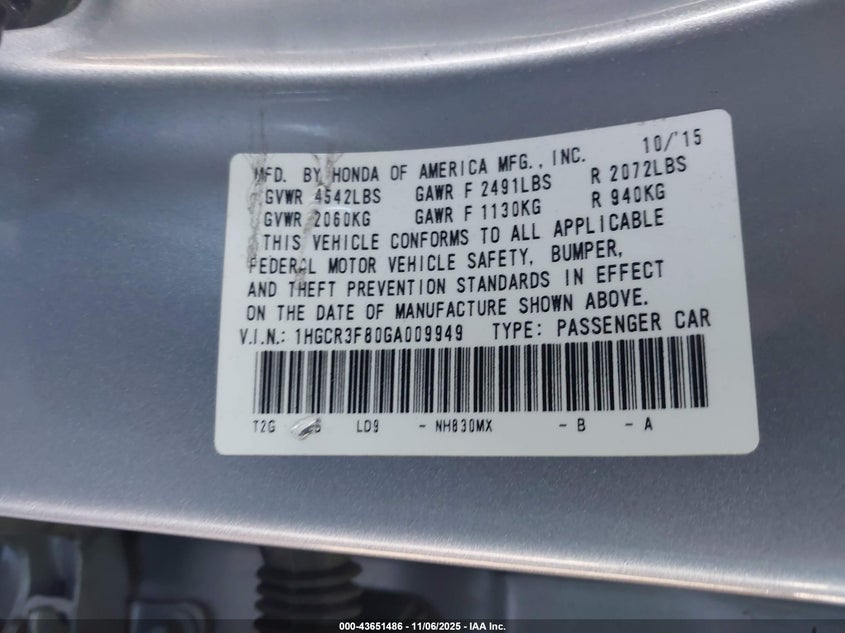 MFD. BY HONDA OF AMERICA MFG., INC. 10/'15
GVWR 4542LBS GAWR F 2491LBS R 2072LBS
GVWR 2060KG GAWR F 1130KG R 940KG
THIS VEHICLE CONFORMS TO ALL APPLICABLE
FEDERAL MOTOR VEHICLE SAFETY, BUMPER,
AND THEFT PREVENTION STANDARDS IN EFFECT
ON THE DATE OF MANUFACTURE SHOWN ABOVE.
V.I.N.: 1HGCR3F80GA009949 TYPE: PASSENGER CAR
T2G LD9 - NH830MX - B - A
000-43651486 - 11/06/2025 - IAA Inc.